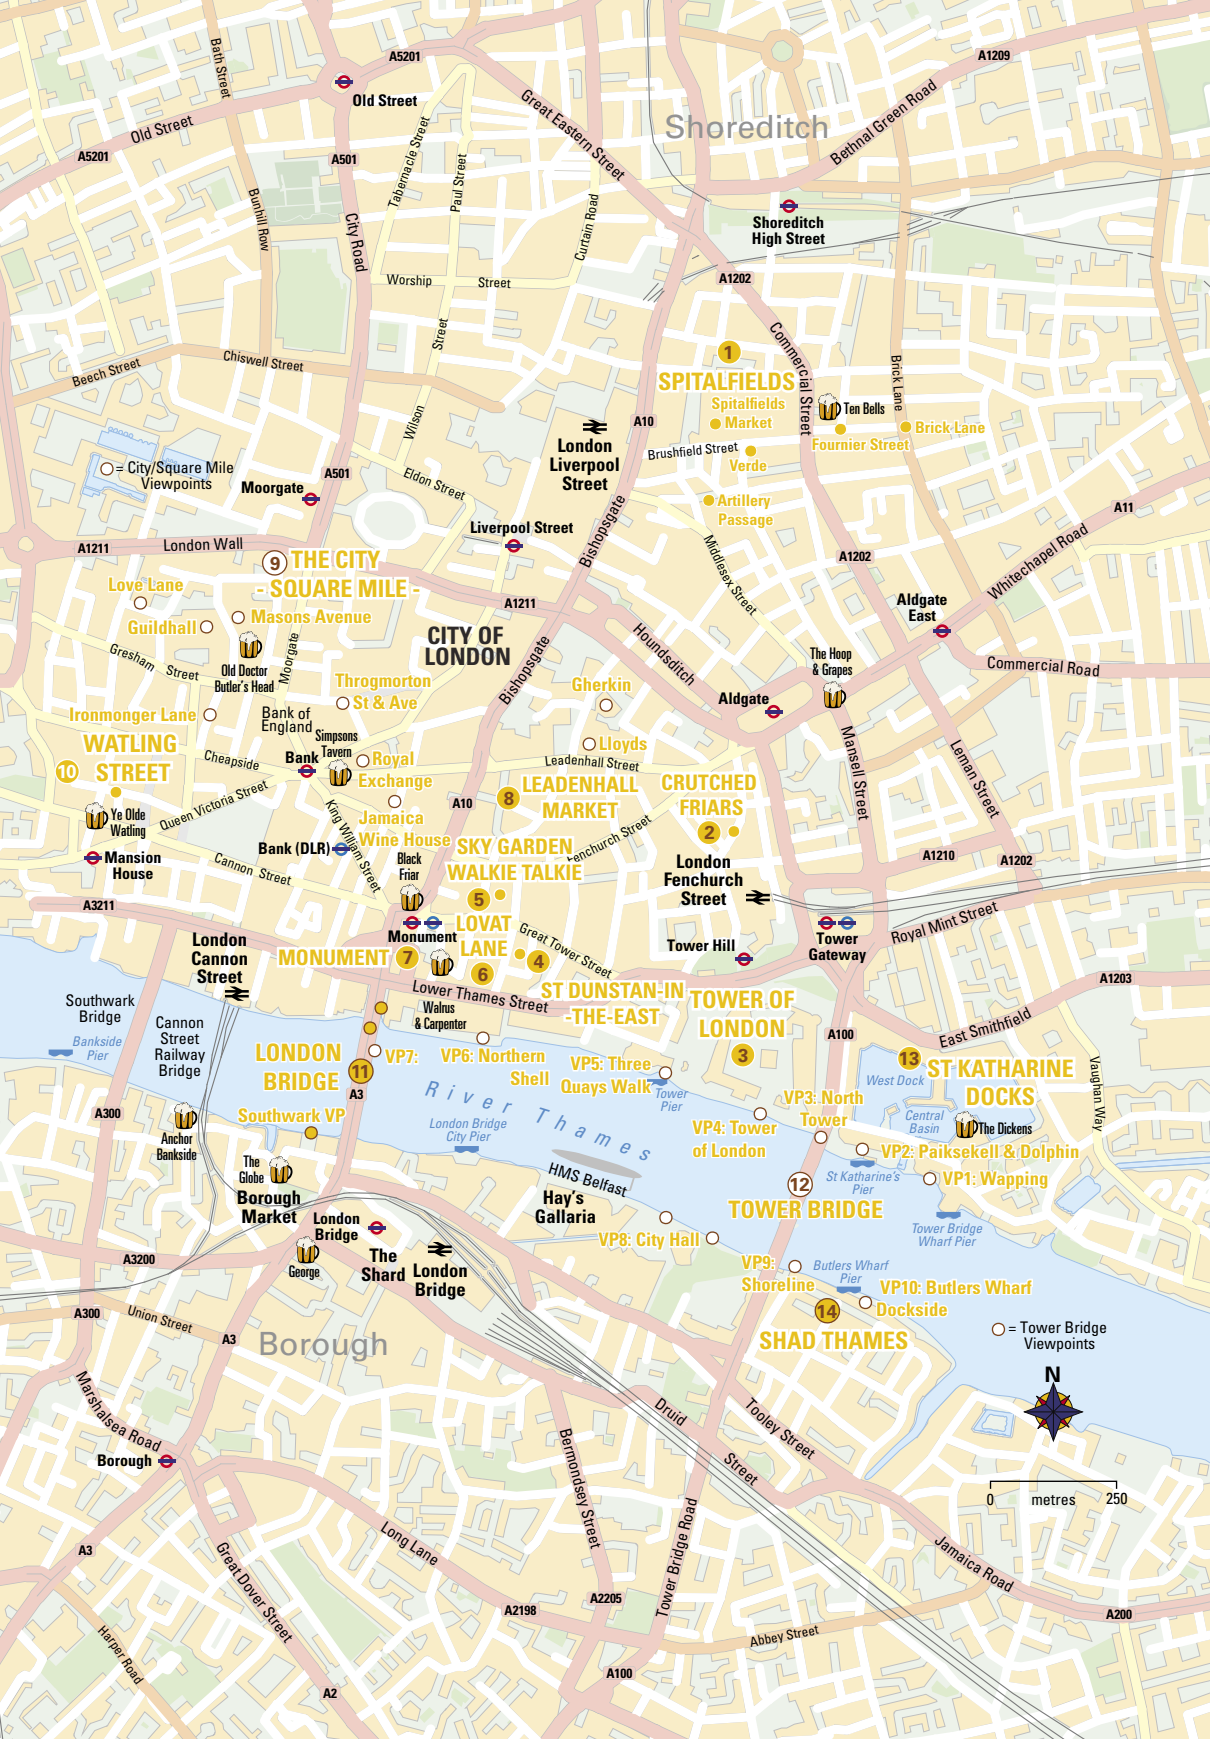 A5201
A1209
Bath Street
Old Street
Great Eastern Street
Shoreditch
Bethnal Green Road
Old Street
A5201
A501
Tabernacle Street
Paul Street
Bunhill Row
City Road
Curtain Road
Shoreditch
High Street
Worship
Street
A1202
Street
Commercial Street
1
SPITALFIELDS
Beech Street
Chiswell Street
Brick Lane
Spitalfields
Market
Ten Bells
Wilson
A10
Fournier Street
Brick Lane
London
Liverpool
Street
Brushfield Street
Verde
= City/Square Mile
Viewpoints
A501
Moorgate
Eldon Street
Artillery
Passage
A11
Liverpool Street
Bishopsgate
Middlesex Street
A1211
London Wall
9
THE CITY
- SQUARE MILE -
A1202
Whitechapel Road
Love Lane
A1211
Aldgate
East
Guildhall
Masons Avenue
CITY OF
LONDON
Houndsditch
Gresham Street
Old Doctor
Butler's Head
Moorgate
Bishopsgate
The Hoop
& Grapes
Commercial Road
Throgmorton
St & Ave
Gherkin
Aldgate
Ironmonger Lane
Bank of
England
WATLING
STREET
10
Cheapside
Simpsons
Tavern
Bank
Royal
Exchange
Lloyds
Leadenhall Street
Mansell Street
Leman Street
8
LEADENHALL
MARKET
CRUTCHED
FRIARS
2
Queen Victoria Street
King William Street
A10
Jamaica
Wine House
Ye Olde
Watling
Fenchurch Street
Bank (DLR)
SKY GARDEN
WALKIE TALKIE
5
Mansion
House
Cannon Street
Black
Friar
London
Fenchurch
Street
A1210
A1202
A3211
LOVAT
LANE
6
Monument
Great Tower Street
4
Tower Hill
Tower
Gateway
Royal Mint Street
London
Cannon
Street
MONUMENT
7
Lower Thames Street
ST DUNSTAN-IN
-THE-EAST
TOWER OF
LONDON
3
A1203
Southwark
Bridge
Walrus
& Carpenter
East Smithfield
A100
Cannon
Street
Railway
Bridge
Bankside
Pier
LONDON
BRIDGE
11
VP7:
VP6: Northern
Shell
VP5: Three
Quays Walk
Tower
Pier
13
ST KATHARINE
DOCKS
West Dock
Vaughan Way
A300
A3
River Thames
VP3: North
Tower
Central
Basin
The Dickens
Southwark VP
London Bridge
City Pier
VP4: Tower
of London
Anchor
Bankside
VP2: Paiksekell & Dolphin
The
Globe
HMS Belfast
St Katharine's
Pier
VP1: Wapping
Borough
Market
12
TOWER BRIDGE
Hay's
Gallaria
London
Bridge
Tower Bridge
Wharf Pier
VP8: City Hall
A3200
George
The
Shard
London
Bridge
VP9:
Shoreline
Butlers Wharf
Pier
VP10: Butlers Wharf
Dockside
A300
Union Street
A3
14
SHAD THAMES
= Tower Bridge
Viewpoints
Borough
N
Marshalsea Road
Druid
Street
Tooley Street
Borough
Bermondsey Street
0 metres 250
A3
Long Lane
Tower Bridge Road
Jamaica Road
Great Dover Street
A2205
A2198
A200
Harper Road
Abbey Street
A100
A2